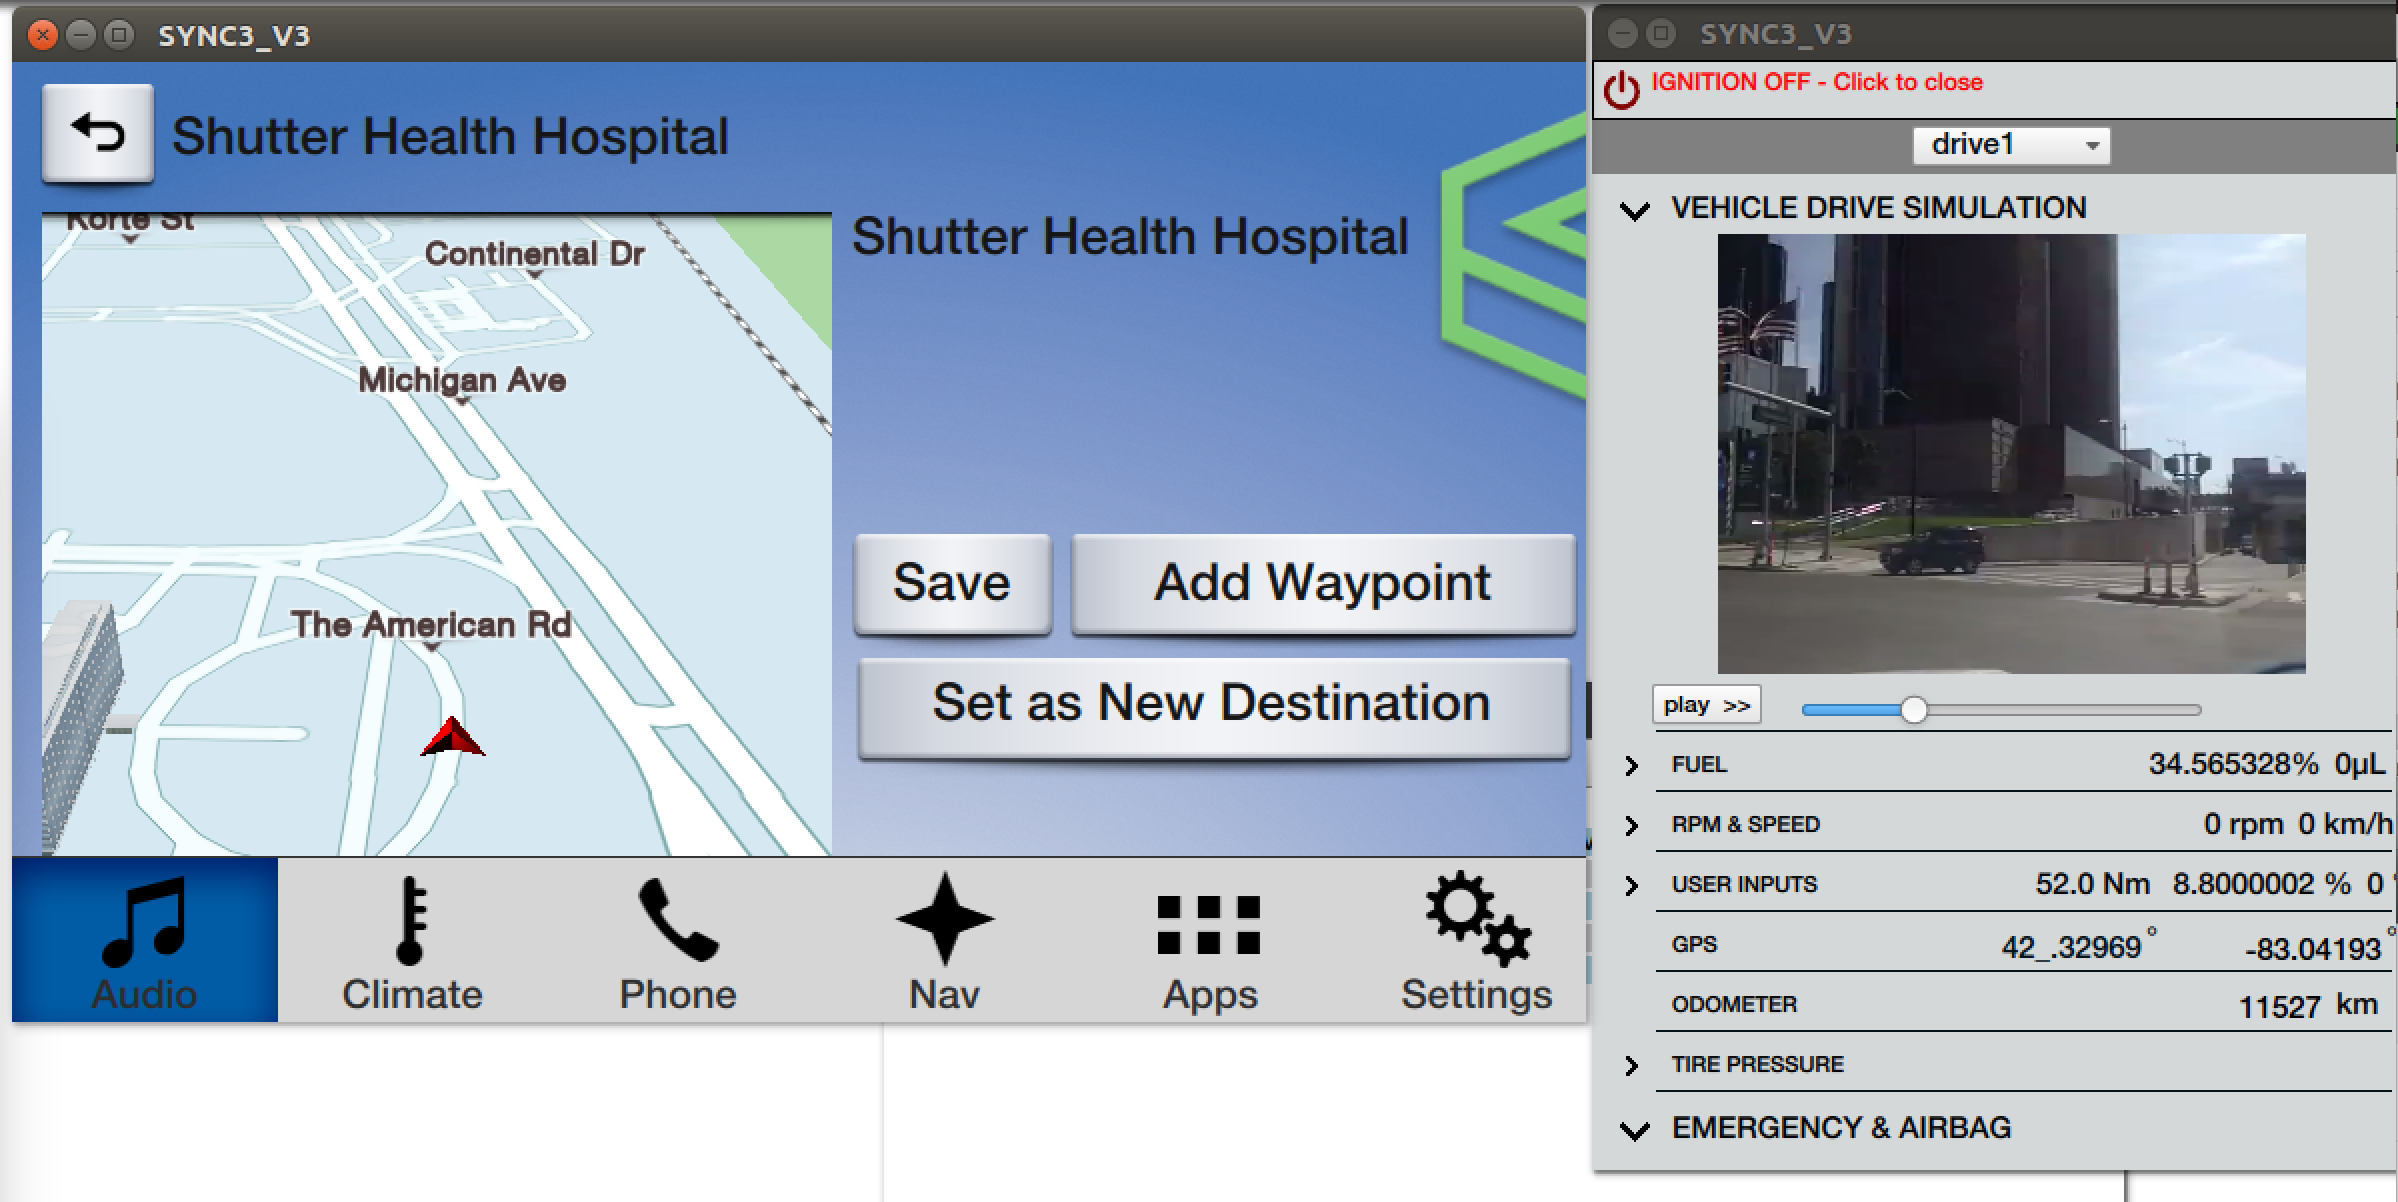 SYNC3_V3
Shutter Health Hospital
Korte St
Continental Dr
Michigan Ave
The American Rd
Shutter Health Hospital
Save
Add Waypoint
Set as New Destination
Audio
Climate
Phone
Nav
Apps
Settings
SYNC3_V3
IGNITION OFF - Click to close
drive1
VEHICLE DRIVE SIMULATION
play >>
FUEL 34.565328% 0µL
RPM & SPEED 0 rpm 0 km/h
USER INPUTS 52.0 Nm 8.8000002 % 0 °
GPS 42_.32969° -83.04193°
ODOMETER 11527 km
TIRE PRESSURE
EMERGENCY & AIRBAG